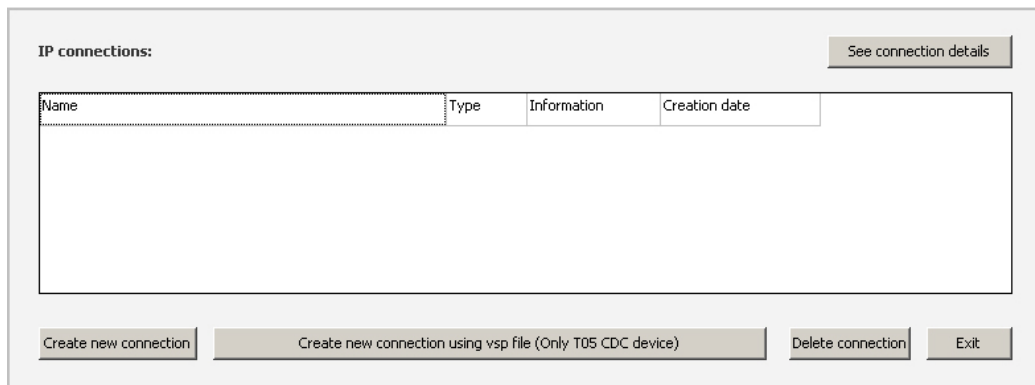 IP connections:
See connection details
Name Type Information Creation date
Create new connection Create new connection using vsp file (Only T05 CDC device) Delete connection Exit